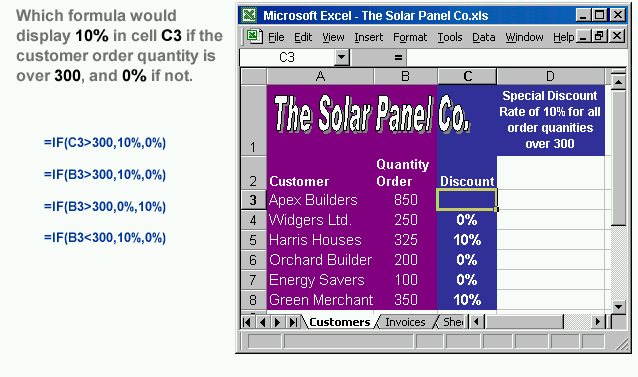 Which formula would
display 10% in cell C3 if the
customer order quantity is
over 300, and 0% if not.
=IF(C3>300,10%,0%)
=IF(B3>300,10%,0%)
=IF(B3>300,0%,10%)
=IF(B3<300,10%,0%)
Microsoft Excel - The Solar Panel Co.xls
File Edit View Insert Format Tools Data Window Help
C3 =
A B C D
1 The Solar Panel Co.
Special Discount
Rate of 10% for all
order quanities
over 300
2 Customer Quantity Order Discount
3 Apex Builders 850
4 Widgers Ltd. 250 0%
5 Harris Houses 325 10%
6 Orchard Builder 200 0%
7 Energy Savers 100 0%
8 Green Merchant 350 10%
Customers Invoices She